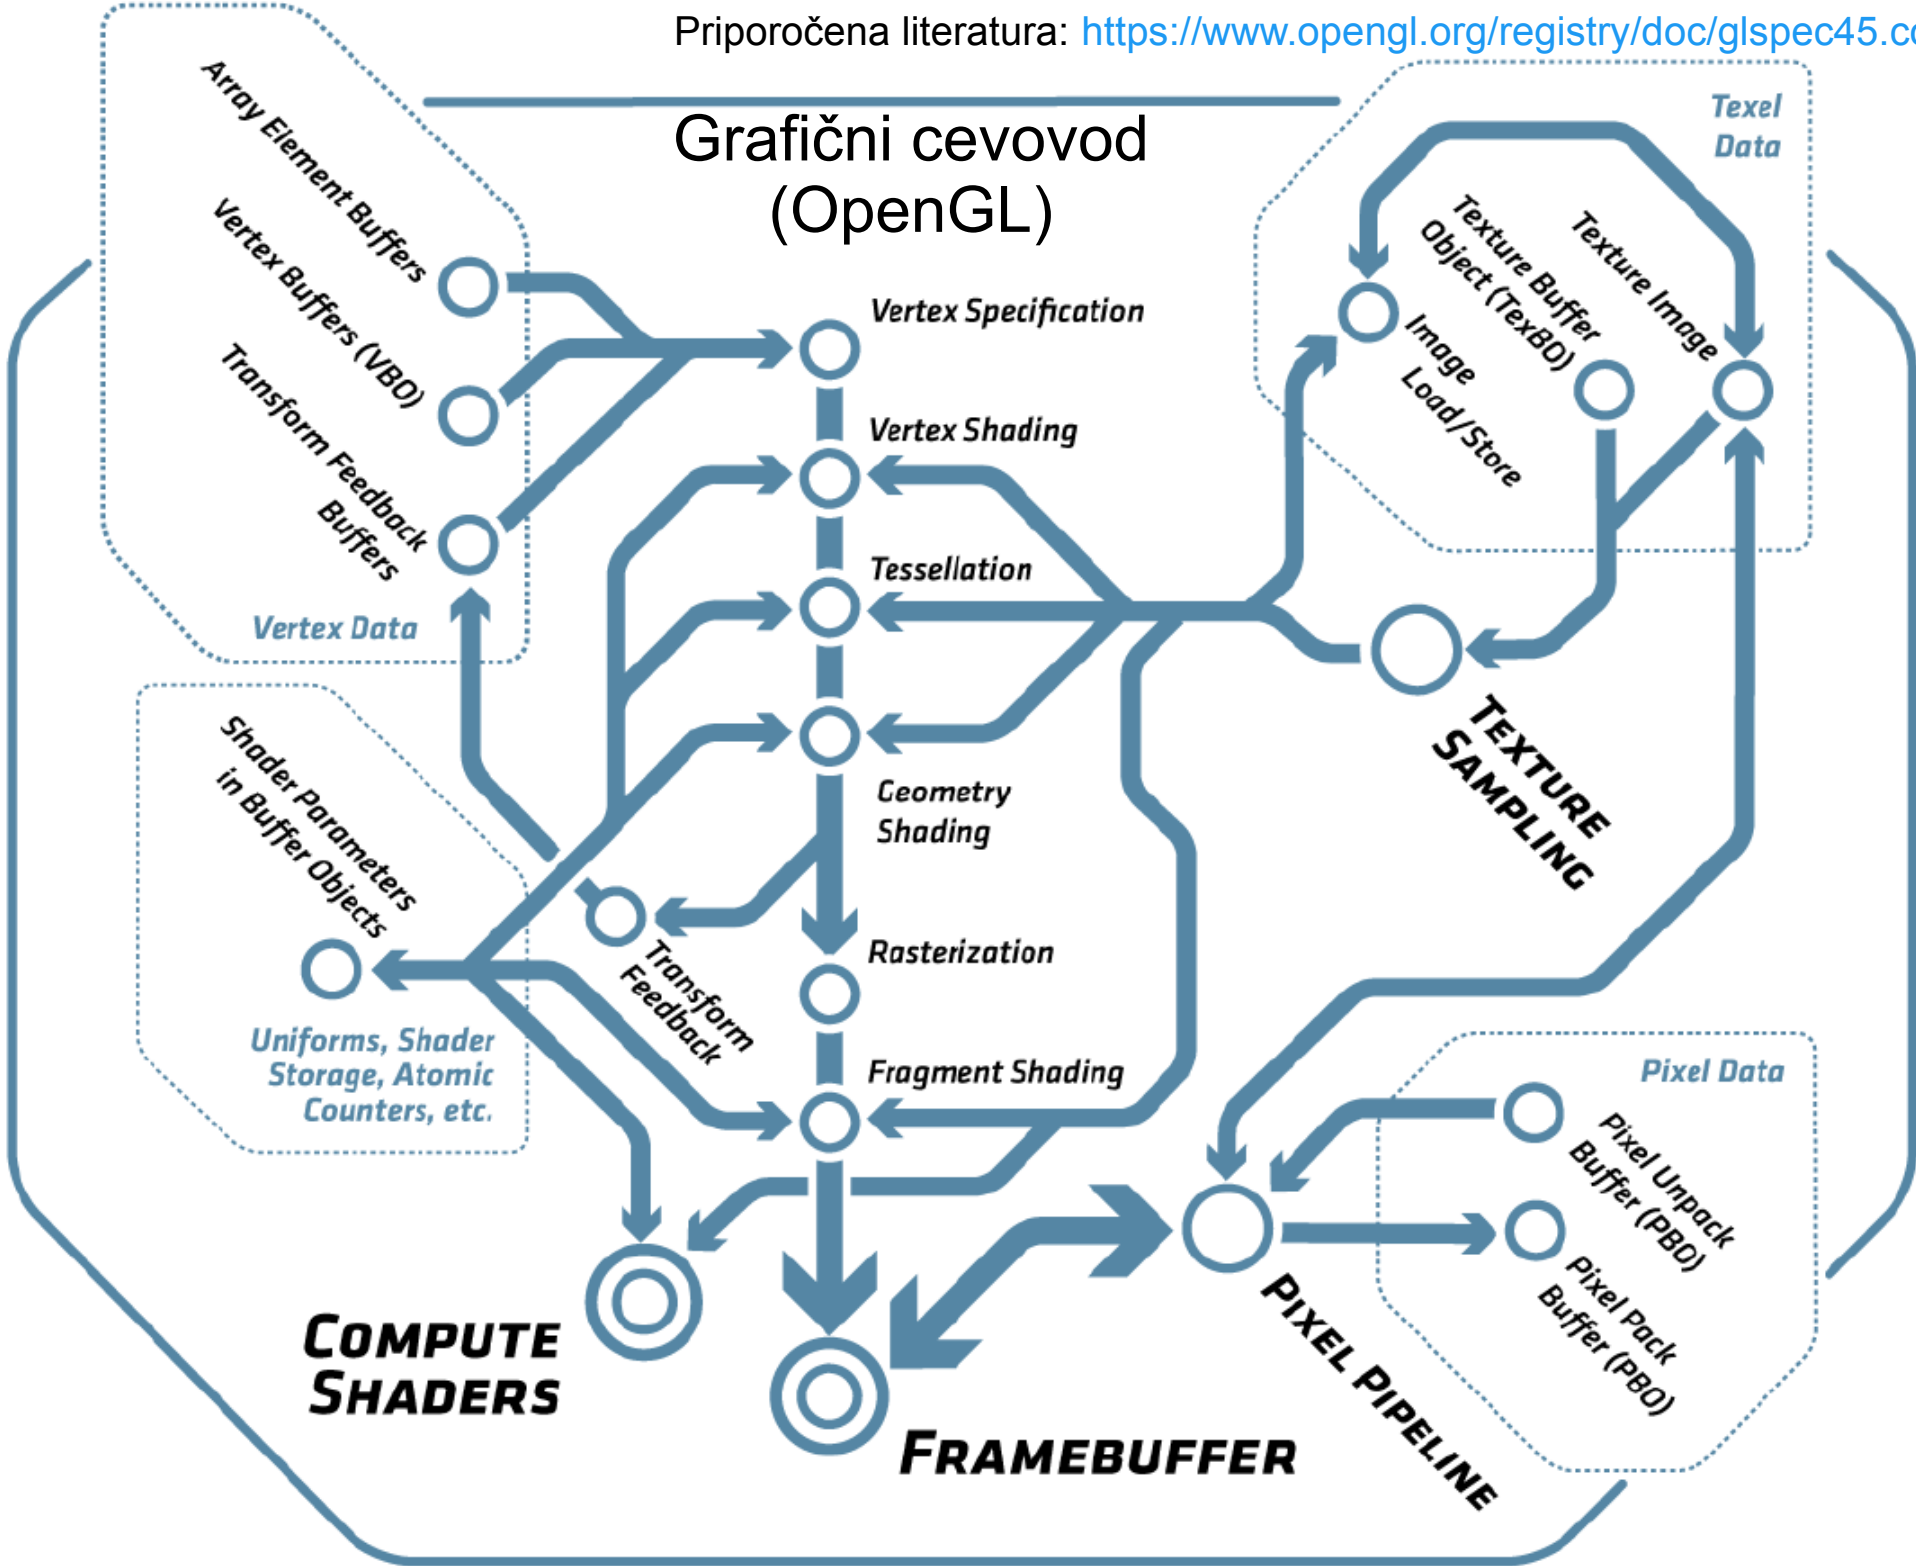 Priporočena literatura: https://www.opengl.org/registry/doc/glspec45.co
Grafični cevovod
(OpenGL)
Array Element Buffers
Vertex Buffers (VBO)
Transform Feedback
Buffers
Vertex Data
Vertex Specification
Vertex Shading
Tessellation
Geometry
Shading
Rasterization
Fragment Shading
Texel
Data
Texture Buffer
Object (TexBO)
Texture Image
Image
Load/Store
TEXTURE
SAMPLING
Shader Parameters
in Buffer Objects
Uniforms, Shader
Storage, Atomic
Counters, etc.
Transform
Feedback
Pixel Data
Pixel Unpack
Buffer (PBO)
Pixel Pack
Buffer (PBO)
PIXEL PIPELINE
COMPUTE
SHADERS
FRAMEBUFFER